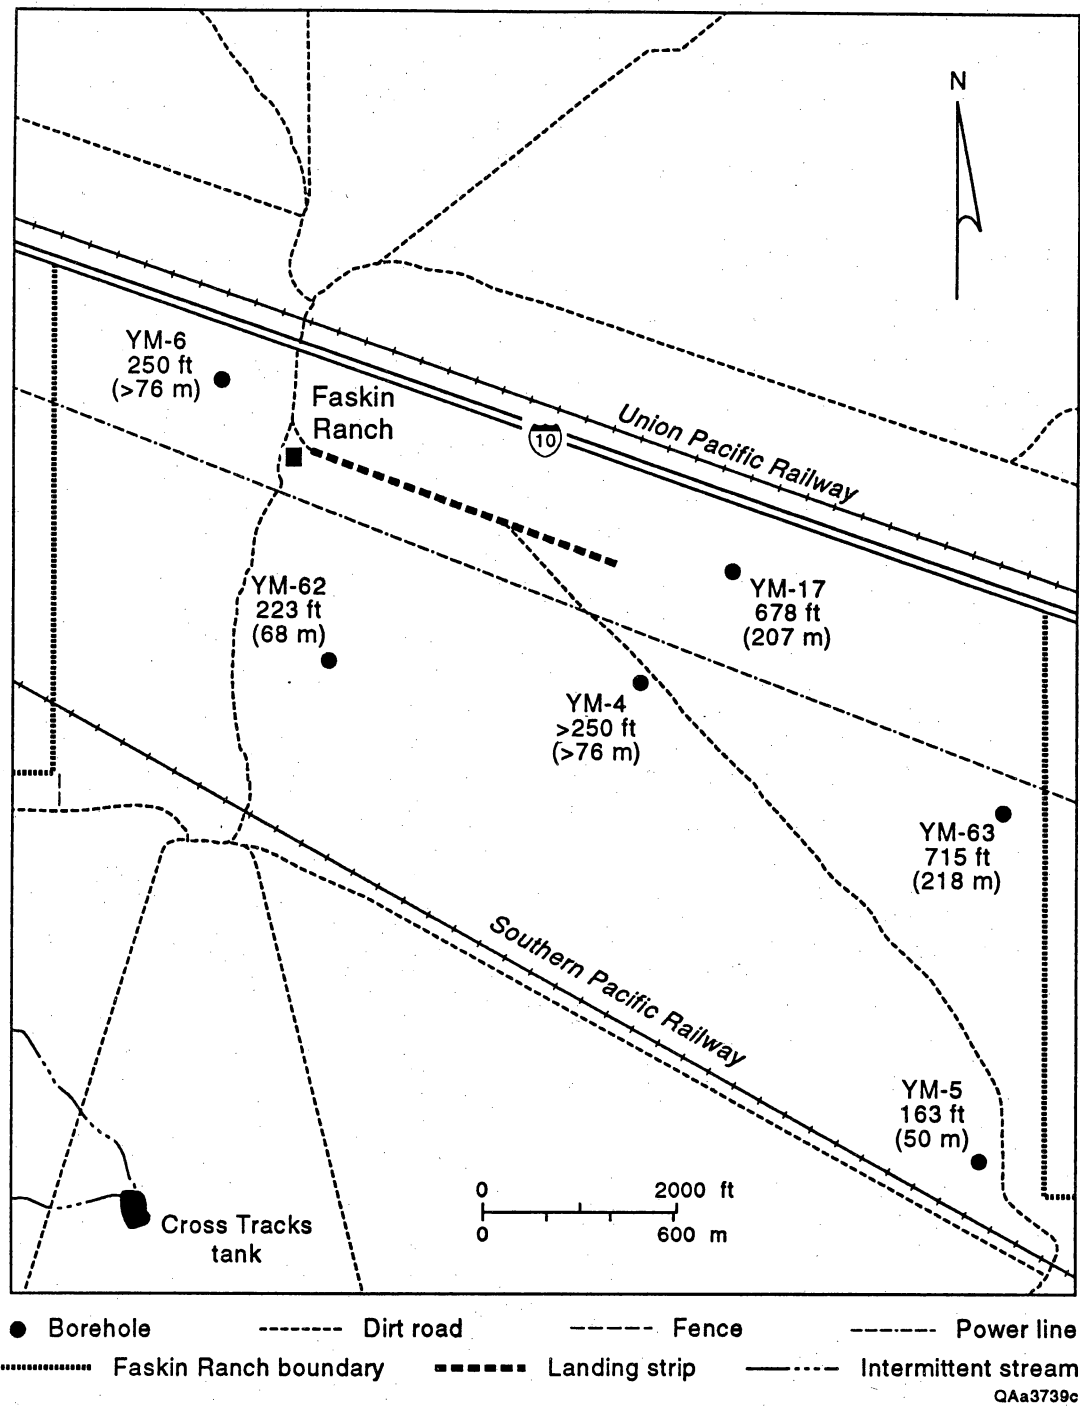 N
YM-6
250 ft
(>76 m)
Faskin
Ranch
10
Union Pacific Railway
YM-62
223 ft
(68 m)
YM-17
678 ft
(207 m)
YM-4
>250 ft
(>76 m)
YM-63
715 ft
(218 m)
Southern Pacific Railway
YM-5
163 ft
(50 m)
0 2000 ft
0 600 m
Cross Tracks
tank
Borehole Dirt road Fence Power line
Faskin Ranch boundary Landing strip Intermittent stream
QAa3739c